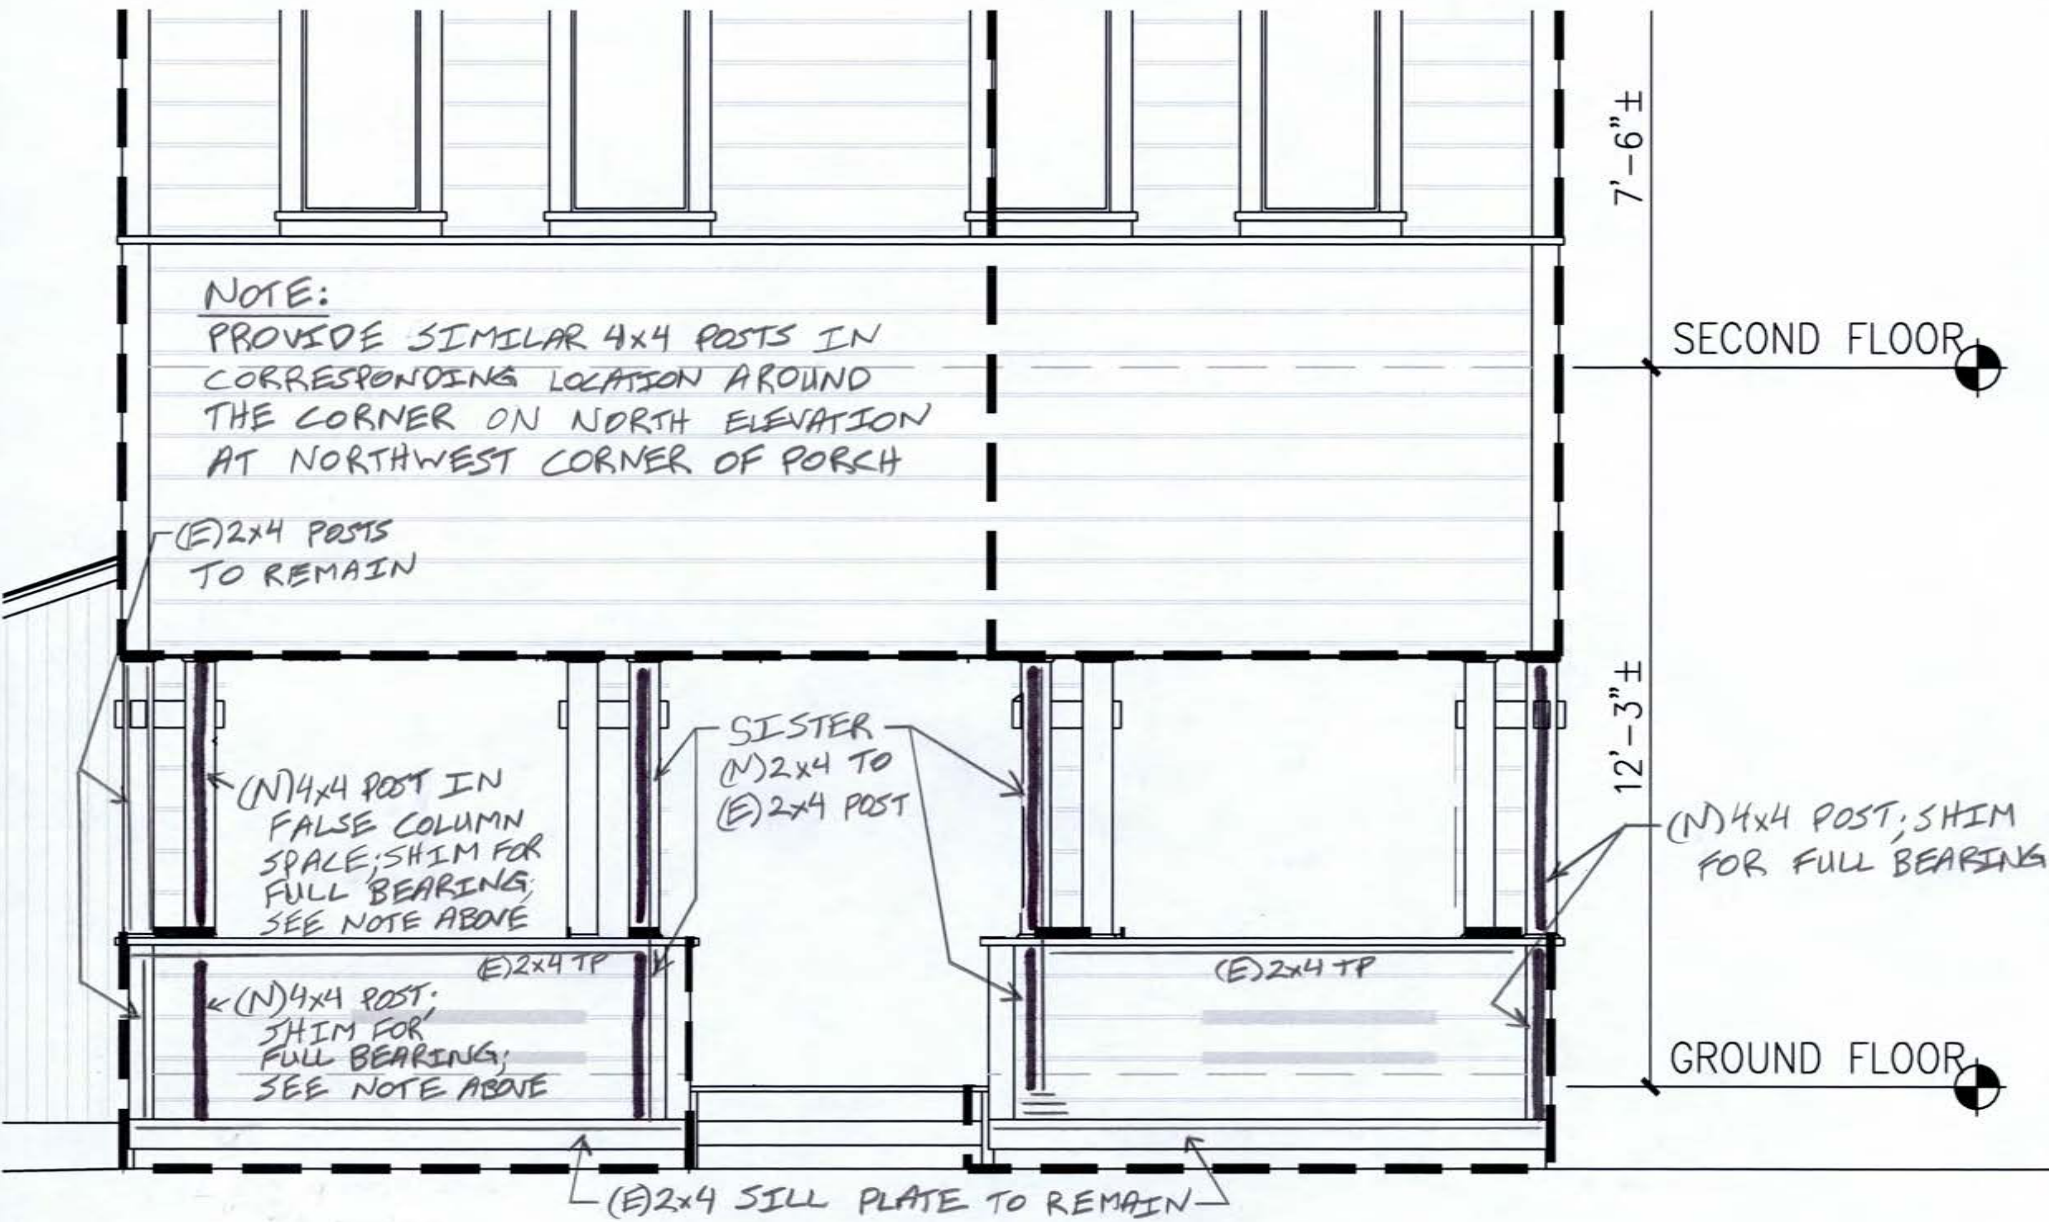 7'-6"±
NOTE:
PROVIDE SIMILAR 4x4 POSTS IN
CORRESPONDING LOCATION AROUND
THE CORNER ON NORTH ELEVATION
AT NORTHWEST CORNER OF PORCH
SECOND FLOOR
(E)2x4 POSTS
TO REMAIN
12'-3"±
SISTER
(N)2x4 TO
(E)2x4 POST
(N)4x4 POST IN
FALSE COLUMN
SPACE; SHIM FOR
FULL BEARING;
SEE NOTE ABOVE
(N)4x4 POST; SHIM
FOR FULL BEARING
(E)2x4 TP
(E)2x4 TP
(N)4x4 POST;
SHIM FOR
FULL BEARING;
SEE NOTE ABOVE
GROUND FLOOR
(E)2x4 SILL PLATE TO REMAIN